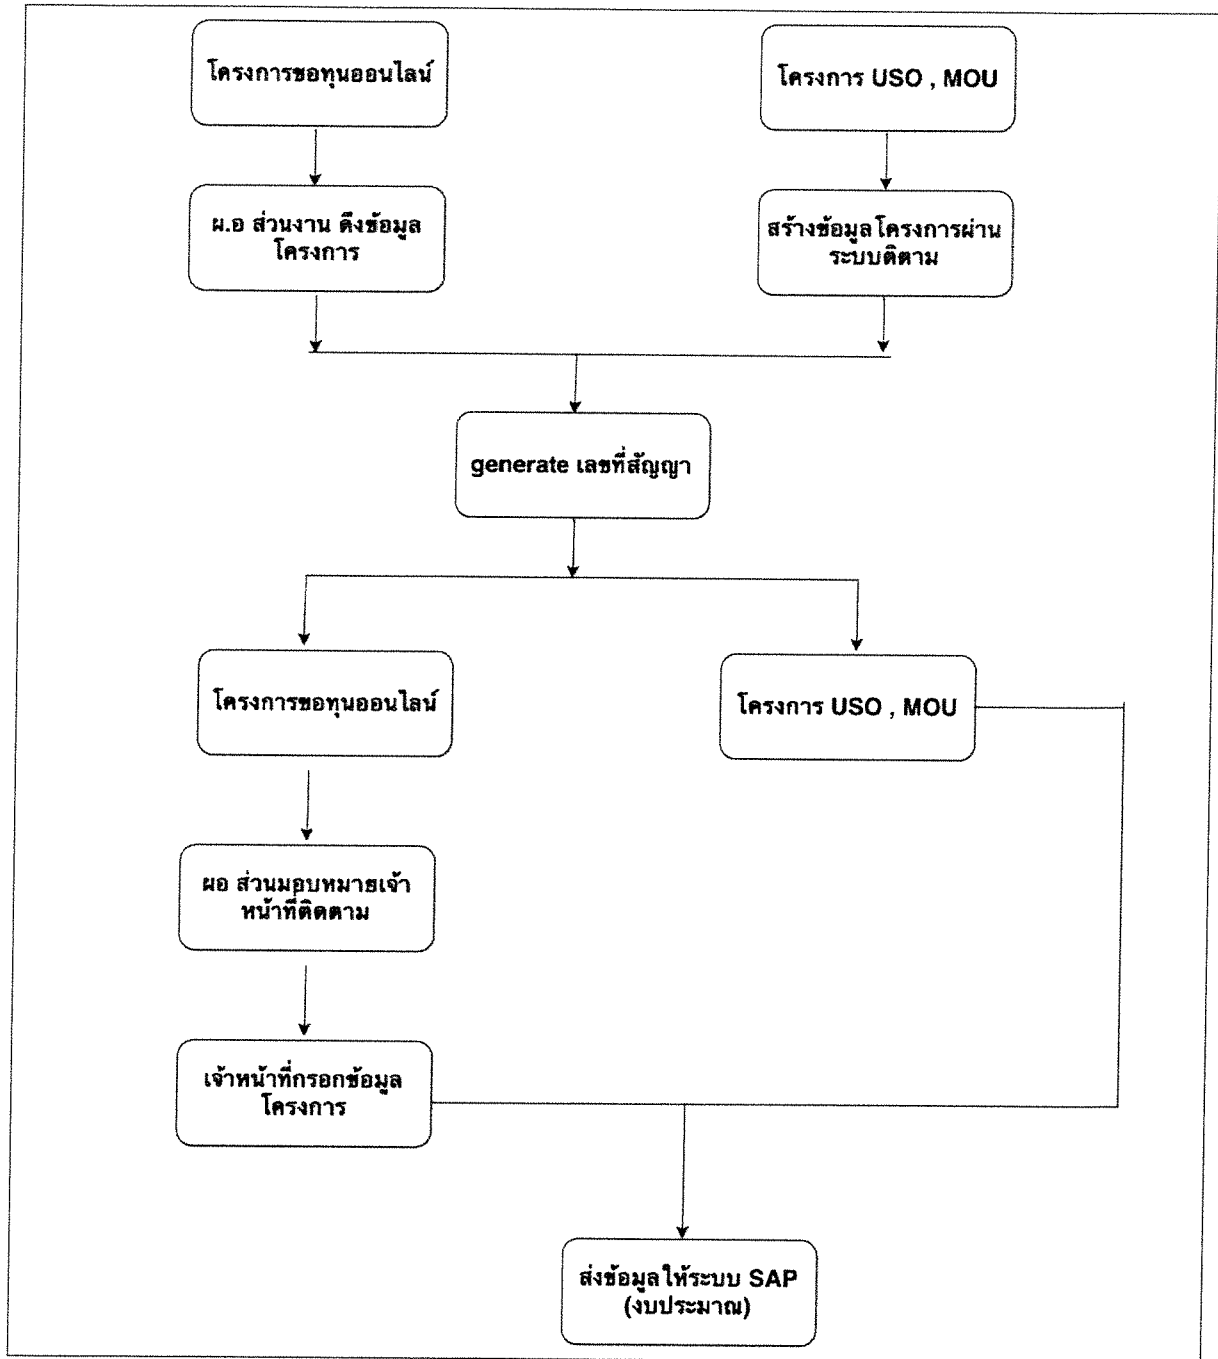 โครงการขอทุนออนไลน์
โครงการ USO , MOU
ผ.อ ส่วนงาน ดึงข้อมูล
โครงการ
สร้างข้อมูลโครงการผ่าน
ระบบติตาม
generate เลขที่สัญญา
โครงการขอทุนออนไลน์
โครงการ USO , MOU
ผอ ส่วนมอบหมายเจ้า
หน้าที่ติดตาม
เจ้าหน้าที่กรอกข้อมูล
โครงการ
ส่งข้อมูลให้ระบบ SAP
(งบประมาณ)